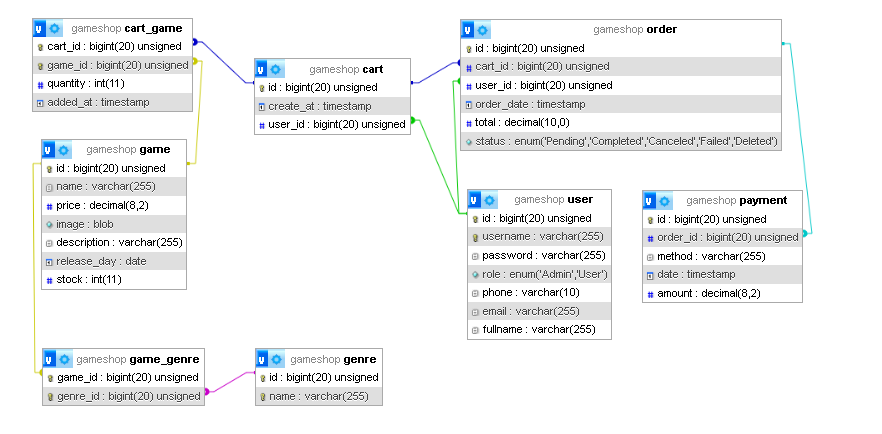 gameshop cart_game
cart_id : bigint(20) unsigned
game_id : bigint(20) unsigned
quantity : int(11)
added_at : timestamp
gameshop cart
id : bigint(20) unsigned
create_at : timestamp
user_id : bigint(20) unsigned
gameshop order
id : bigint(20) unsigned
cart_id : bigint(20) unsigned
user_id : bigint(20) unsigned
order_date : timestamp
total : decimal(10,0)
status : enum('Pending','Completed','Canceled','Failed','Deleted')
gameshop game
id : bigint(20) unsigned
name : varchar(255)
price : decimal(8,2)
image : blob
description : varchar(255)
release_day : date
stock : int(11)
gameshop user
id : bigint(20) unsigned
username : varchar(255)
password : varchar(255)
role : enum('Admin','User')
phone : varchar(10)
email : varchar(255)
fullname : varchar(255)
gameshop payment
id : bigint(20) unsigned
order_id : bigint(20) unsigned
method : varchar(255)
date : timestamp
amount : decimal(8,2)
gameshop game_genre
game_id : bigint(20) unsigned
genre_id : bigint(20) unsigned
gameshop genre
id : bigint(20) unsigned
name : varchar(255)